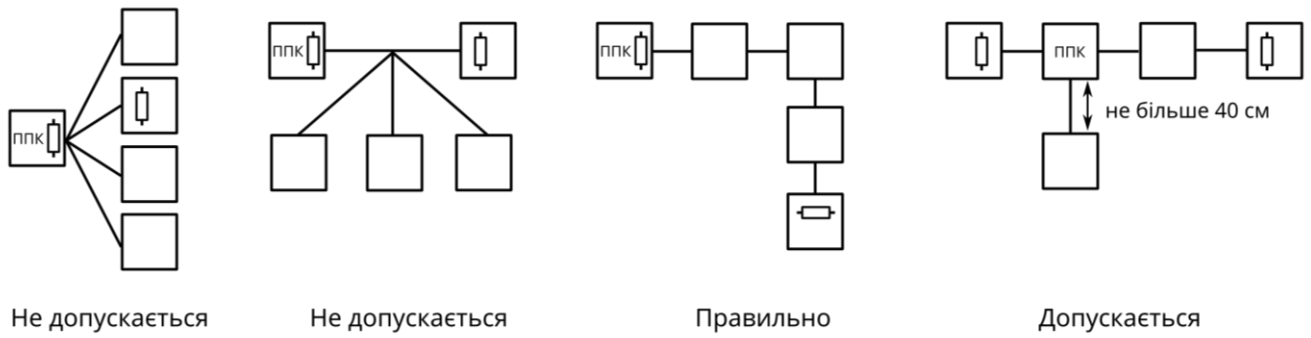 ППК
ППК
ППК
ППК
не більше 40 см
Не допускається
Не допускається
Правильно
Допускається